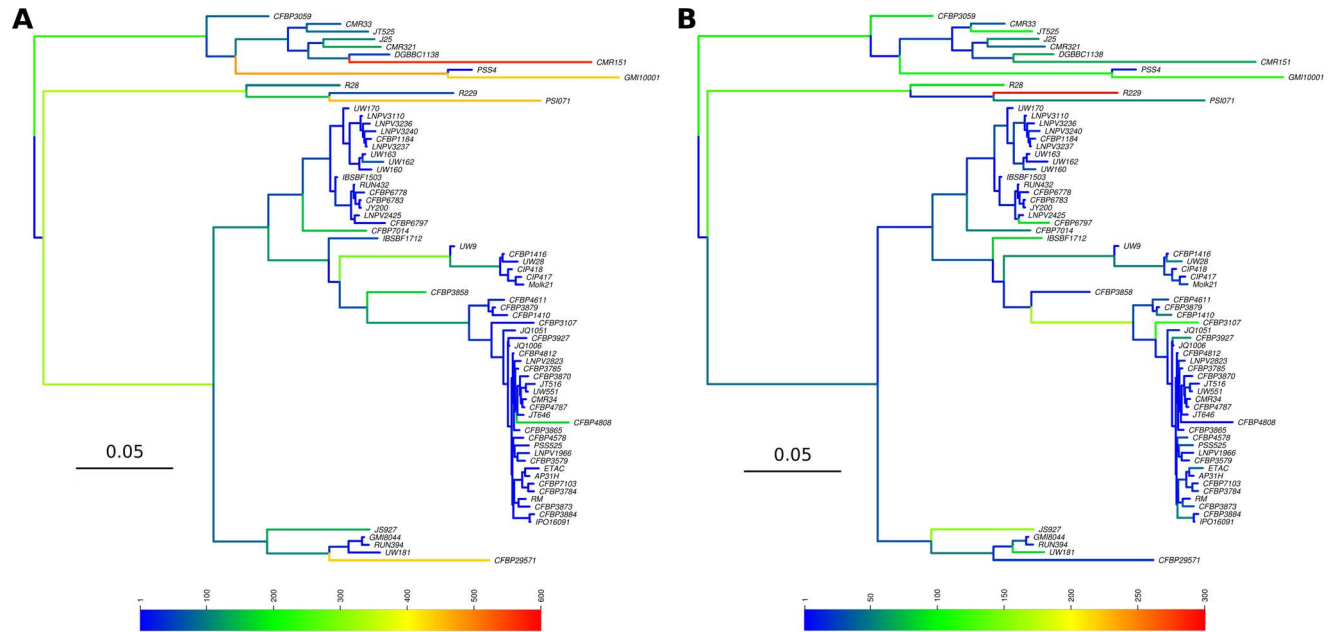 A
CFBP3059
CMR33
JT525
J25
CMR321
DGBBC1138
CMR151
PSS4
GMI10001
R28
R229
PSI071
UW170
LNPV3110
LNPV3236
LNPV3240
CFBP1184
LNPV3237
UW163
UW162
UW160
IBSBF1503
RUN432
CFBP6778
CFBP6783
JY200
LNPV2425
CFBP6797
CFBP7014
IBSBF1712
UW9
CFBP1416
UW28
CIP418
CIP417
Molk21
CFBP3858
CFBP4611
CFBP3879
CFBP1410
CFBP3107
JQ1051
CFBP3927
JQ1006
CFBP4812
LNPV2823
CFBP3785
CFBP3870
JT516
UW551
CMR34
CFBP4787
JT646
CFBP4808
CFBP3865
CFBP4578
PSS525
LNPV1966
CFBP3579
ETAC
AP31H
CFBP7103
CFBP3784
RM
CFBP3873
CFBP3884
IPO16091
JS927
GMI8044
RUN394
UW181
CFBP29571
0.05
1 100 200 300 400 500 600
B
CFBP3059
CMR33
JT525
J25
CMR321
DGBBC1138
CMR151
PSS4
GMI10001
R28
R229
PSI071
UW170
LNPV3110
LNPV3236
LNPV3240
CFBP1184
LNPV3237
UW163
UW162
UW160
IBSBF1503
RUN432
CFBP6778
CFBP6783
JY200
LNPV2425
CFBP6797
CFBP7014
IBSBF1712
UW9
CFBP1416
UW28
CIP418
CIP417
Molk21
CFBP3858
CFBP4611
CFBP3879
CFBP1410
CFBP3107
JQ1051
CFBP3927
JQ1006
CFBP4812
LNPV2823
CFBP3785
CFBP3870
JT516
UW551
CMR34
CFBP4787
JT646
CFBP4808
CFBP3865
CFBP4578
PSS525
LNPV1966
CFBP3579
ETAC
AP31H
CFBP7103
CFBP3784
RM
CFBP3873
CFBP3884
IPO16091
JS927
GMI8044
RUN394
UW181
CFBP29571
0.05
1 50 100 150 200 250 300